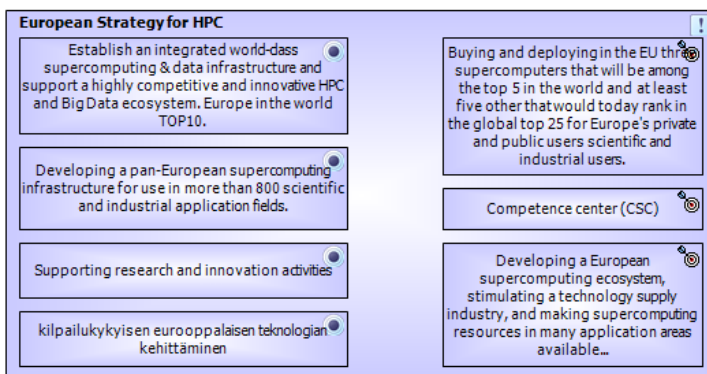 European Strategy for HPC
!
Establish an integrated world-dass
supercomputing & data infrastructure and
support a highly competitive and innovative HPC
and Big Data ecosystem. Europe in the world
TOP10.
Developing a pan-European supercomputing
infrastructure for use in more than 800 scientific
and industrial application fields.
Supporting research and innovation activities
kilpailukykyisen eurooppalaisen teknologian
kehittäminen
Buying and deploying in the EU three
supercomputers that will be among
the top 5 in the world and at least
five other that would today rank in
the global top 25 for Europe's private
and public users scientific and
industrial users.
Competence center (CSC)
Developing a European
supercomputing ecosystem,
stimulating a technology supply
industry, and making supercomputing
resources in many application areas
available...